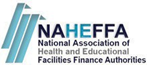 NAHEFFA
National Association of
Health and Educational
Facilities Finance Authorities